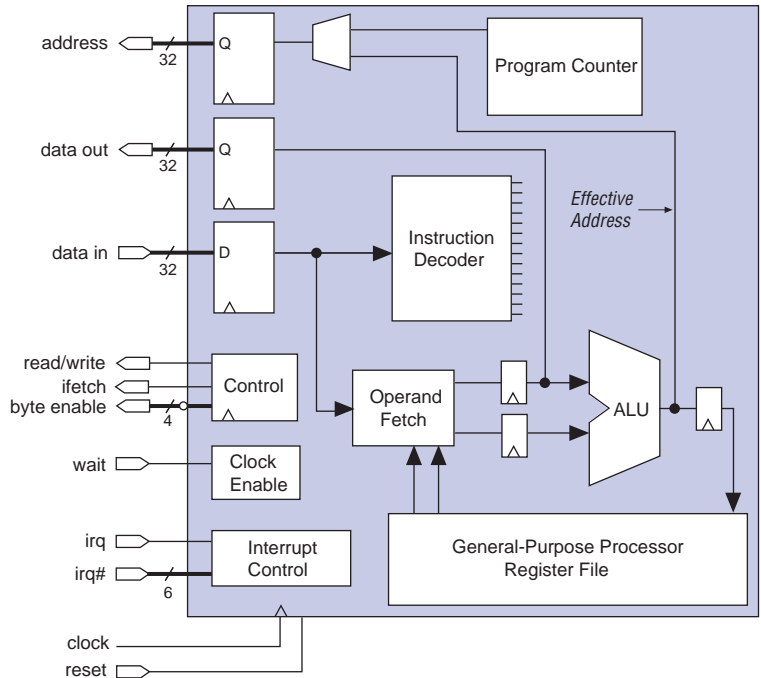 address
32
Q
Program Counter
data out
32
Q
Effective
Address
data in
32
D
Instruction
Decoder
read/write
ifetch
byte enable
4
Control
Operand
Fetch
ALU
wait
Clock
Enable
irq
irq#
6
Interrupt
Control
General-Purpose Processor
Register File
clock
reset